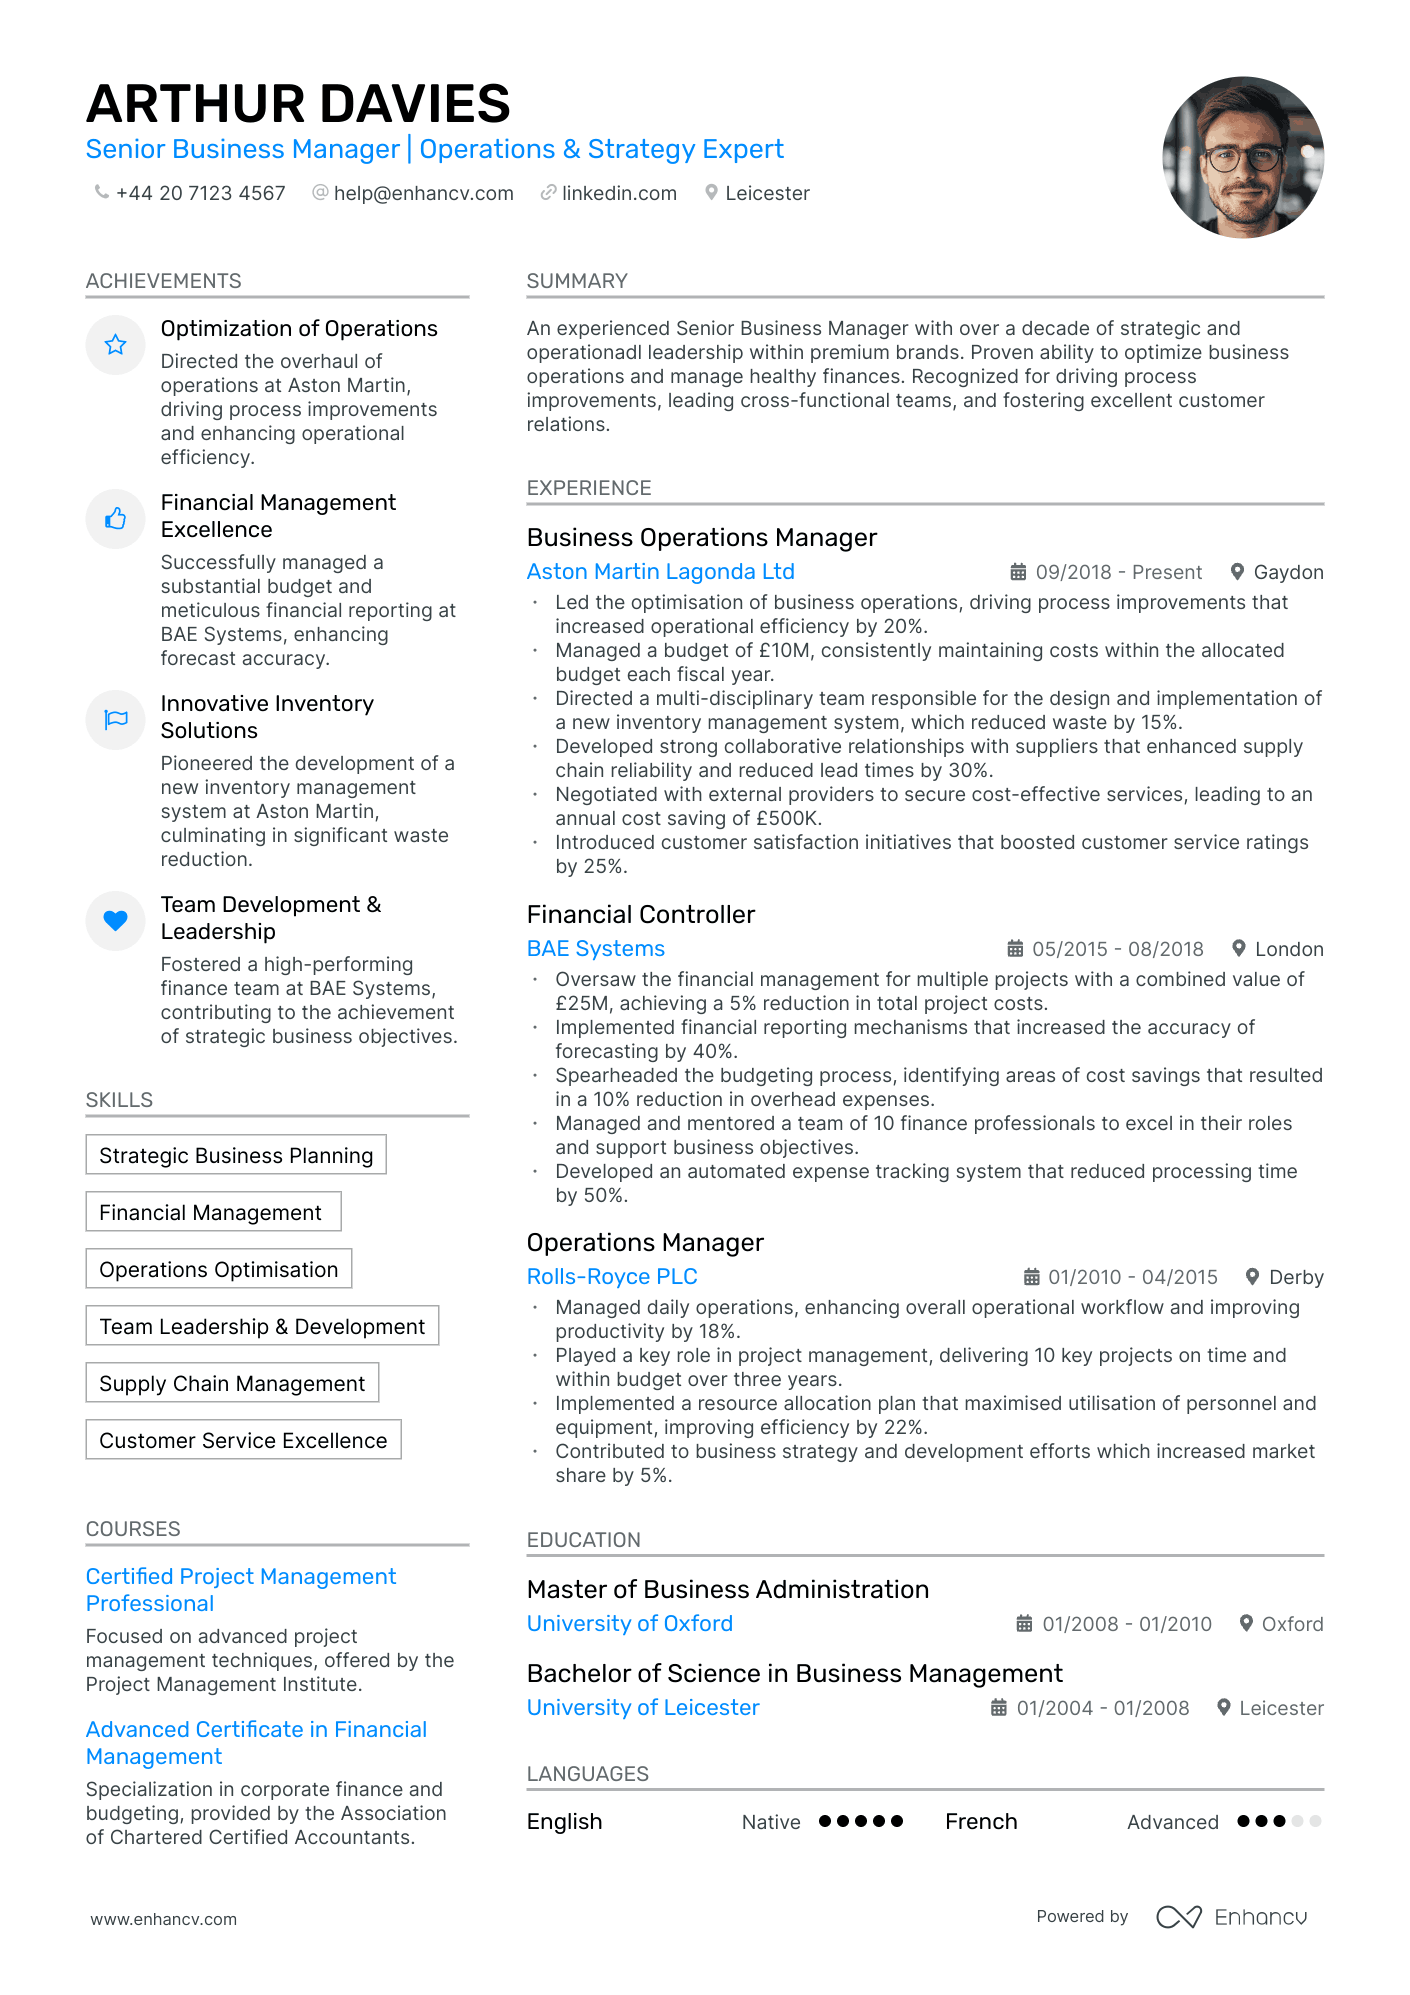 ARTHUR DAVIES
Senior Business Manager | Operations & Strategy Expert
+44 20 7123 4567 help@enhancv.com linkedin.com Leicester
ACHIEVEMENTS
Optimization of Operations
Directed the overhaul of
operations at Aston Martin,
driving process improvements
and enhancing operational
efficiency.
Financial Management
Excellence
Successfully managed a
substantial budget and
meticulous financial reporting at
BAE Systems, enhancing
forecast accuracy.
Innovative Inventory
Solutions
Pioneered the development of a
new inventory management
system at Aston Martin,
culminating in significant waste
reduction.
Team Development &
Leadership
Fostered a high-performing
finance team at BAE Systems,
contributing to the achievement
of strategic business objectives.
SKILLS
Strategic Business Planning
Financial Management
Operations Optimisation
Team Leadership & Development
Supply Chain Management
Customer Service Excellence
COURSES
Certified Project Management
Professional
Focused on advanced project
management techniques, offered by the
Project Management Institute.
Advanced Certificate in Financial
Management
Specialization in corporate finance and
budgeting, provided by the Association
of Chartered Certified Accountants.
SUMMARY
An experienced Senior Business Manager with over a decade of strategic and
operationadl leadership within premium brands. Proven ability to optimize business
operations and manage healthy finances. Recognized for driving process
improvements, leading cross-functional teams, and fostering excellent customer
relations.
EXPERIENCE
Business Operations Manager
Aston Martin Lagonda Ltd 09/2018 - Present Gaydon
• Led the optimisation of business operations, driving process improvements that
increased operational efficiency by 20%.
• Managed a budget of £10M, consistently maintaining costs within the allocated
budget each fiscal year.
• Directed a multi-disciplinary team responsible for the design and implementation of
a new inventory management system, which reduced waste by 15%.
• Developed strong collaborative relationships with suppliers that enhanced supply
chain reliability and reduced lead times by 30%.
• Negotiated with external providers to secure cost-effective services, leading to an
annual cost saving of £500K.
• Introduced customer satisfaction initiatives that boosted customer service ratings
by 25%.
Financial Controller
BAE Systems 05/2015 - 08/2018 London
• Oversaw the financial management for multiple projects with a combined value of
£25M, achieving a 5% reduction in total project costs.
• Implemented financial reporting mechanisms that increased the accuracy of
forecasting by 40%.
• Spearheaded the budgeting process, identifying areas of cost savings that resulted
in a 10% reduction in overhead expenses.
• Managed and mentored a team of 10 finance professionals to excel in their roles
and support business objectives.
• Developed an automated expense tracking system that reduced processing time
by 50%.
Operations Manager
Rolls-Royce PLC 01/2010 - 04/2015 Derby
• Managed daily operations, enhancing overall operational workflow and improving
productivity by 18%.
• Played a key role in project management, delivering 10 key projects on time and
within budget over three years.
• Implemented a resource allocation plan that maximised utilisation of personnel and
equipment, improving efficiency by 22%.
• Contributed to business strategy and development efforts which increased market
share by 5%.
EDUCATION
Master of Business Administration
University of Oxford 01/2008 - 01/2010 Oxford
Bachelor of Science in Business Management
University of Leicester 01/2004 - 01/2008 Leicester
LANGUAGES
English Native French Advanced
www.enhancv.com
Powered by Enhancv